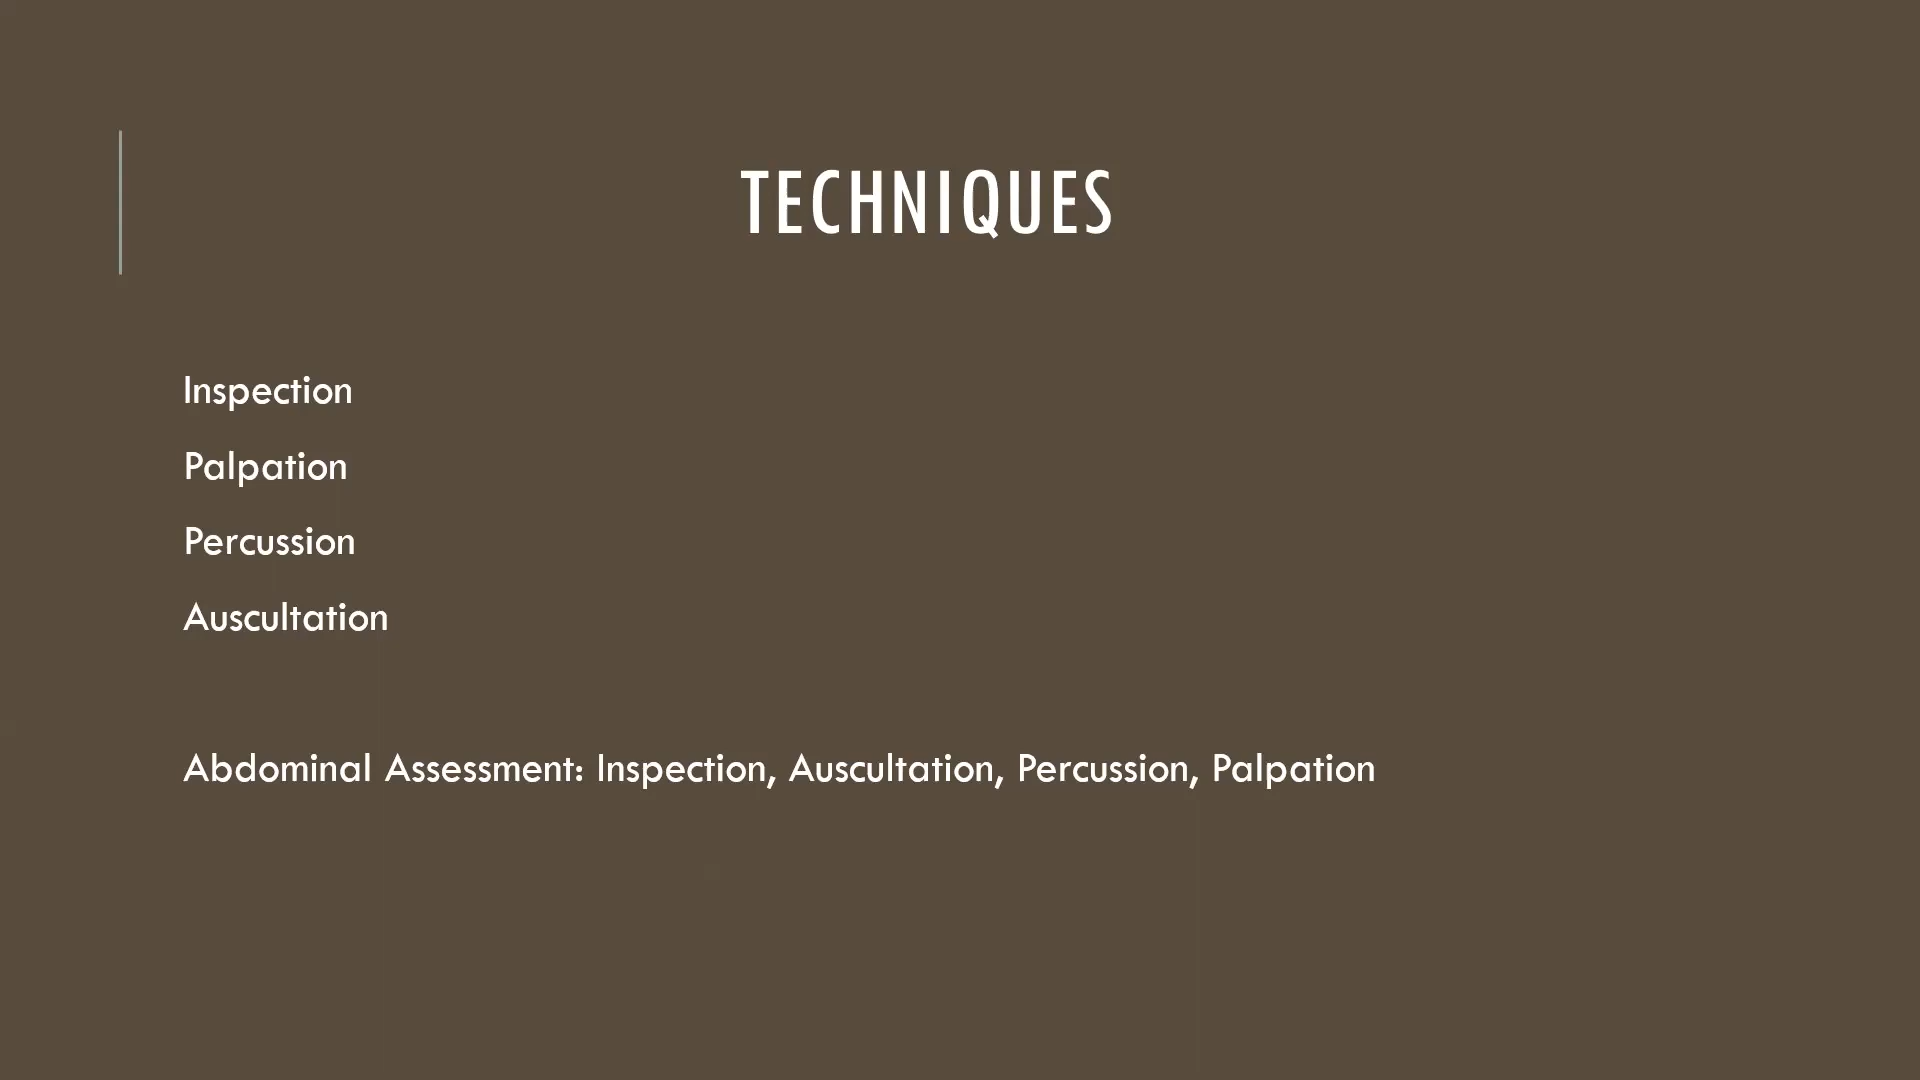 TECHNIQUES
Inspection
Palpation
Percussion
Auscultation
Abdominal Assessment: Inspection, Auscultation, Percussion, Palpation